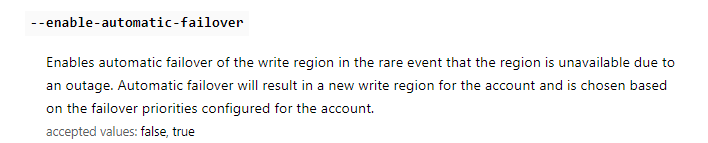 --enable-automatic-failover
Enables automatic failover of the write region in the rare event that the region is unavailable due to
an outage. Automatic failover will result in a new write region for the account and is chosen based
on the failover priorities configured for the account.
accepted values: false, true